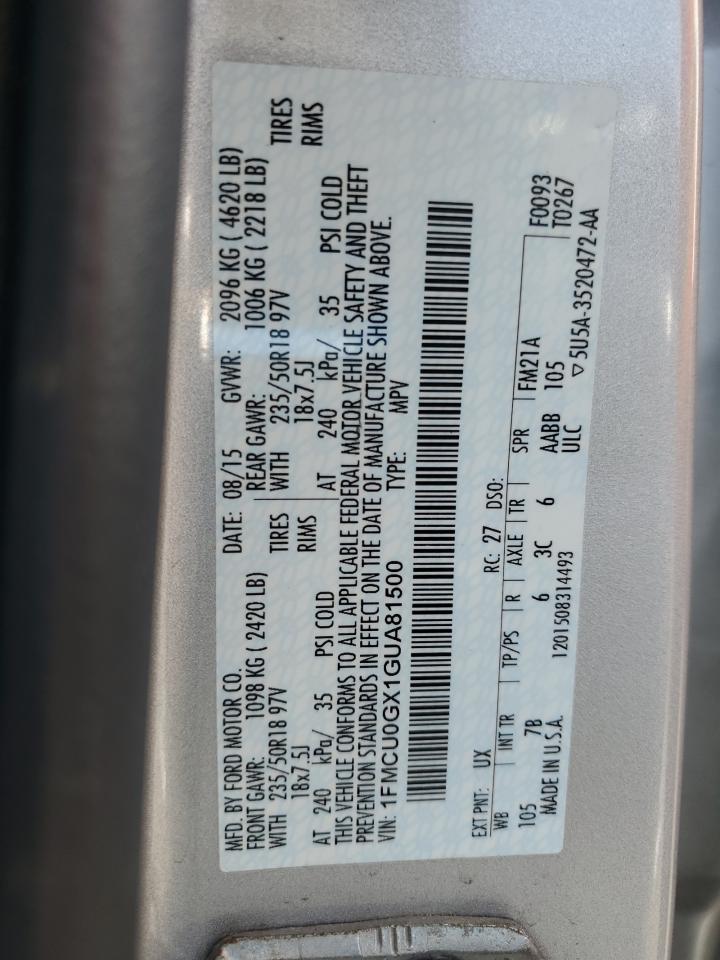 MFD. BY FORD MOTOR CO.
DATE: 08/15 GVWR: 2096 KG ( 4620 LB)
FRONT GAWR: 1098 KG ( 2420 LB) REAR GAWR: 1006 KG ( 2218 LB)
WITH 235/50R18 97V TIRES WITH 235/50R18 97V TIRES
18x7.5J RIMS 18x7.5J RIMS
AT 240 kPa/ 35 PSI COLD AT 240 kPa/ 35 PSI COLD
THIS VEHICLE CONFORMS TO ALL APPLICABLE FEDERAL MOTOR VEHICLE SAFETY AND THEFT
PREVENTION STANDARDS IN EFFECT ON THE DATE OF MANUFACTURE SHOWN ABOVE.
VIN: 1FMCU0GX1GUA81500 TYPE: MPV
EXT PNT: UX RC: 27 DSO:
WB INT TR TP/PS R AXLE TR SPR FM21A F0093
105 7B 6 3C 6 AABB 105 T0267
MADE IN U.S.A. 1201508314493 ULC ▽5U5A-3520472-AA